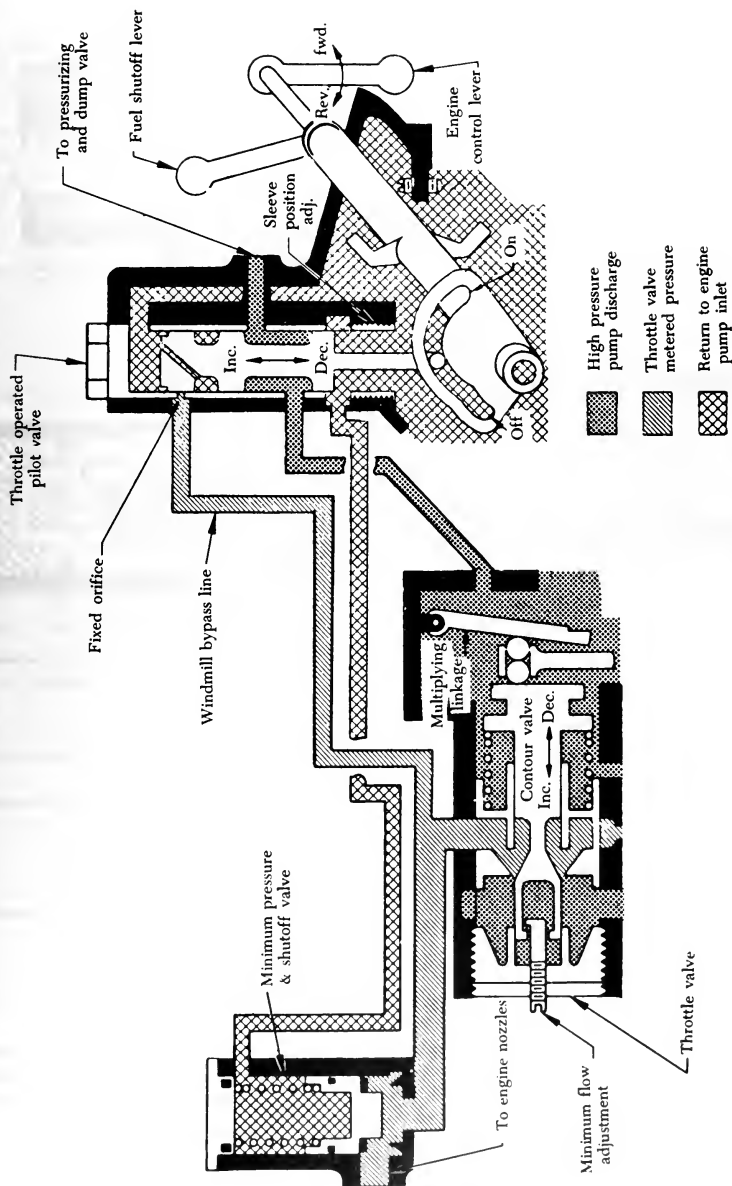 Throttle operated
pilot valve
To pressurizing
and dump valve
Fuel shutoff lever
Fixed orifice
Windmill bypass line
Inc.
Dec.
Sleeve
position
adj.
Rev.
fwd.
Engine
control lever
On
Off
Minimum pressure
& shutoff valve
To engine nozzles
Multiplying
linkage
Contour valve
Inc.
Dec.
Minimum flow
adjustment
Throttle valve
High pressure
pump discharge
Throttle valve
metered pressure
Return to engine
pump inlet